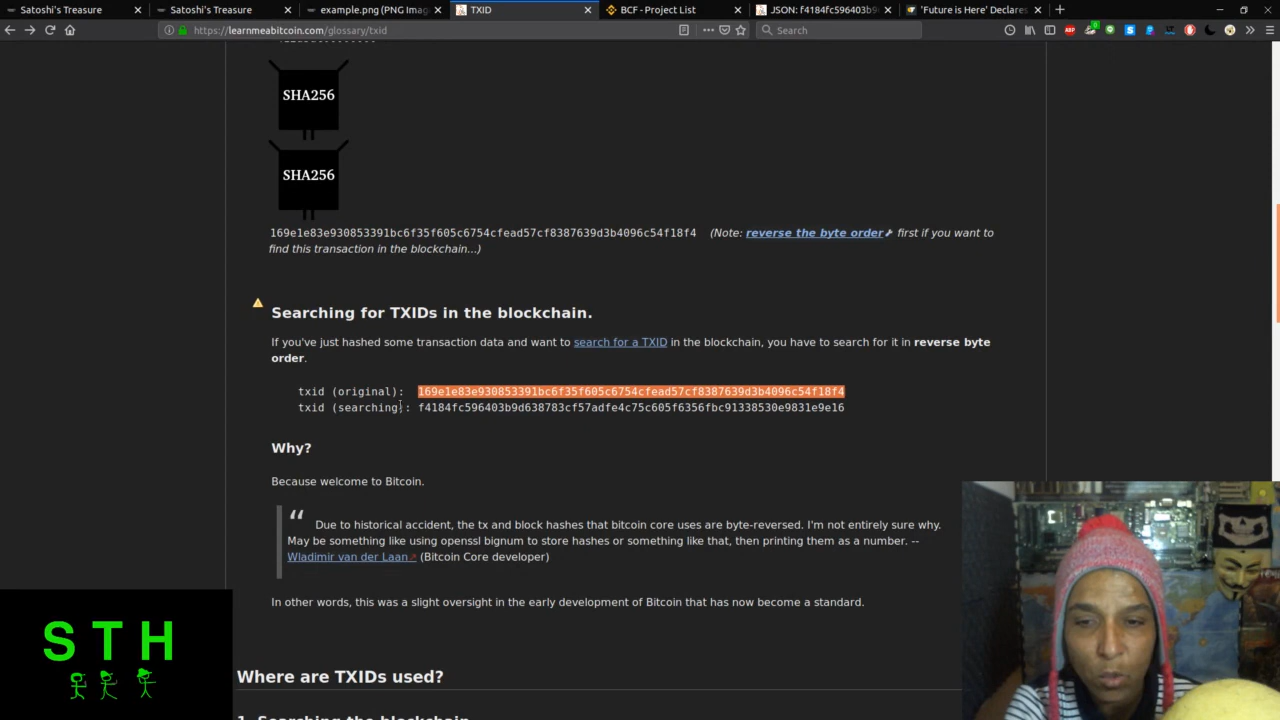 Satoshi's Treasure
Satoshi's Treasure
example.png (PNG Imag
TXID
BCF - Project List
JSON: f4184fc596403b9
'Future is Here' Declares
https://learnmeabitcoin.com/glossary/txid
Search
ABP
0
SHA256
SHA256
169e1e83e930853391bc6f35f605c6754cfead57cf8387639d3b4096c54f18f4 (Note: reverse the byte order first if you want to
find this transaction in the blockchain...)
Searching for TXIDs in the blockchain.
If you've just hashed some transaction data and want to search for a TXID in the blockchain, you have to search for it in reverse byte
order.
txid (original): 169e1e83e930853391bc6f35f605c6754cfead57cf8387639d3b4096c54f18f4
txid (searching): f4184fc596403b9d638783cf57adfe4c75c605f6356fbc91338530e9831e9e16
Why?
Because welcome to Bitcoin.
“ Due to historical accident, the tx and block hashes that bitcoin core uses are byte-reversed. I'm not entirely sure why.
May be something like using openssl bignum to store hashes or something like that, then printing them as a number. --
Wladimir van der Laan (Bitcoin Core developer)
In other words, this was a slight oversight in the early development of Bitcoin that has now become a standard.
STH
Where are TXIDs used?
1. Searching the blockchain